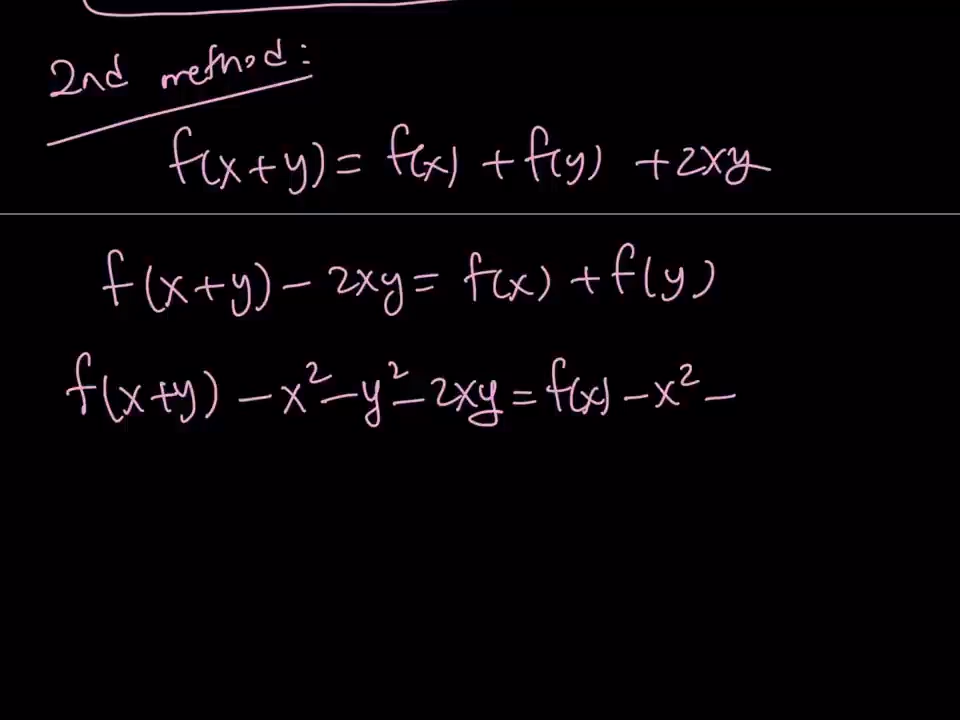 2nd method:
f(x+y) = f(x) + f(y) + 2xy
f(x+y) - 2xy = f(x) + f(y)
f(x+y) - x² - y² - 2xy = f(x) - x² -